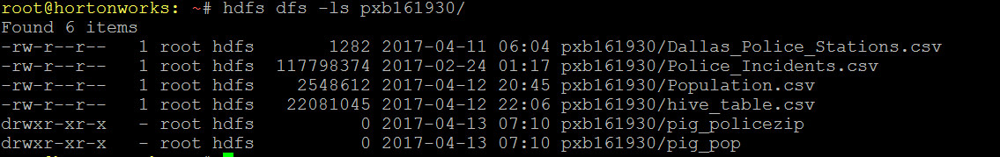 root@hortonworks: ~# hdfs dfs -ls pxb161930/
Found 6 items
-rw-r--r--   1 root hdfs       1282 2017-04-11 06:04 pxb161930/Dallas_Police_Stations.csv
-rw-r--r--   1 root hdfs  117798374 2017-02-24 01:17 pxb161930/Police_Incidents.csv
-rw-r--r--   1 root hdfs    2548612 2017-04-12 20:45 pxb161930/Population.csv
-rw-r--r--   1 root hdfs   22081045 2017-04-12 22:06 pxb161930/hive_table.csv
drwxr-xr-x   - root hdfs          0 2017-04-13 07:10 pxb161930/pig_policezip
drwxr-xr-x   - root hdfs          0 2017-04-13 07:10 pxb161930/pig_pop